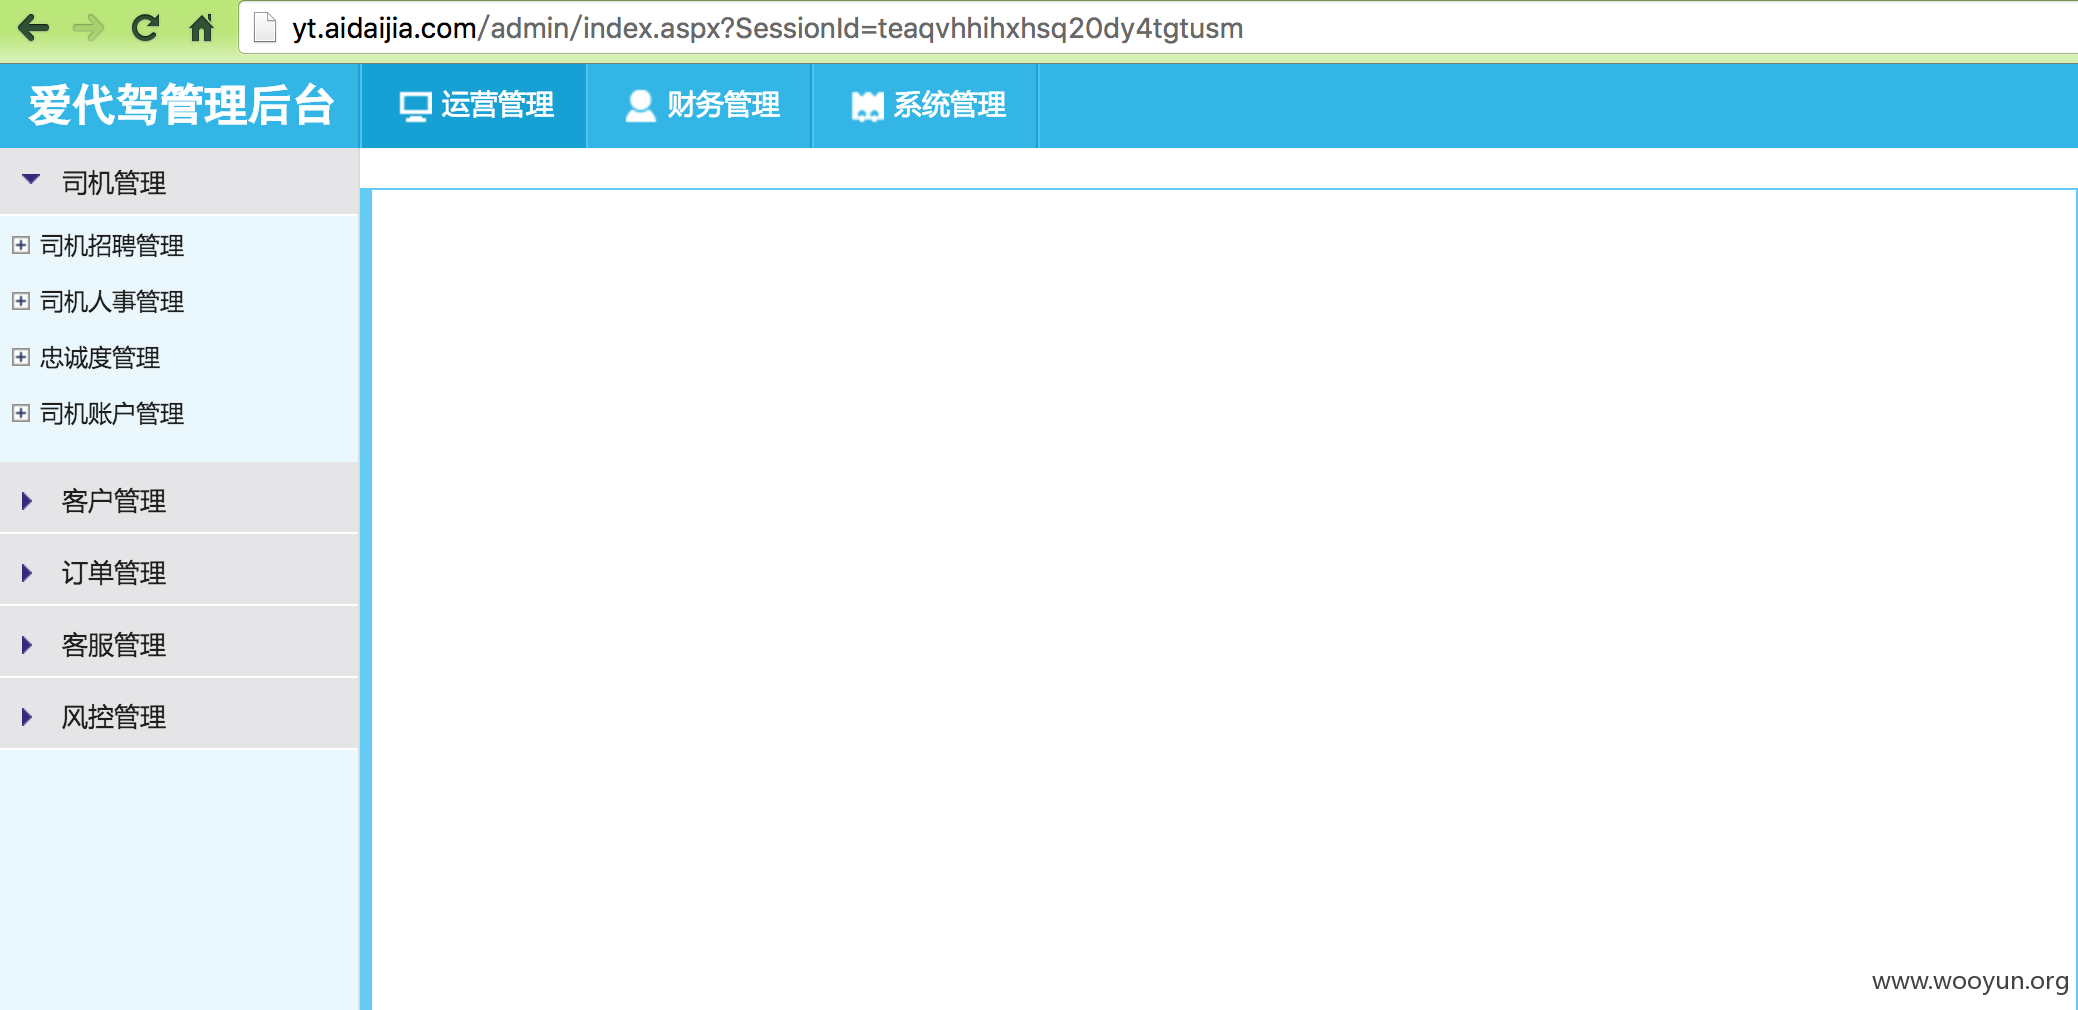 yt.aidaijia.com/admin/index.aspx?SessionId=teaqvhhihxhsq20dy4tgtusm
爱代驾管理后台 运营管理 财务管理 系统管理
司机管理
司机招聘管理
司机人事管理
忠诚度管理
司机账户管理
客户管理
订单管理
客服管理
风控管理
www.wooyun.org